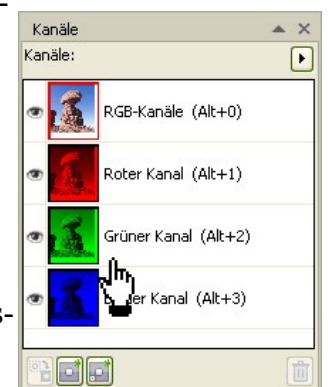 Kanäle
Kanäle:
RGB-Kanäle (Alt+0)
Roter Kanal (Alt+1)
Grüner Kanal (Alt+2)
er Kanal (Alt+3)
s-